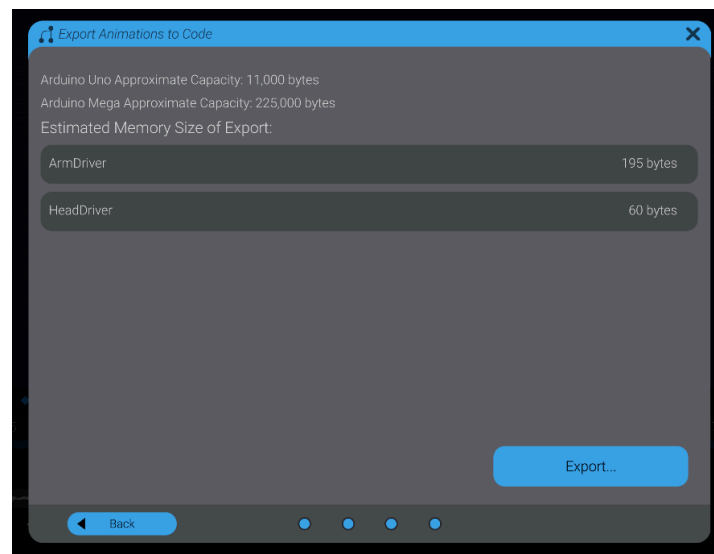 Export Animations to Code
Arduino Uno Approximate Capacity: 11,000 bytes
Arduino Mega Approximate Capacity: 225,000 bytes
Estimated Memory Size of Export:
ArmDriver 195 bytes
HeadDriver 60 bytes
Export...
Back